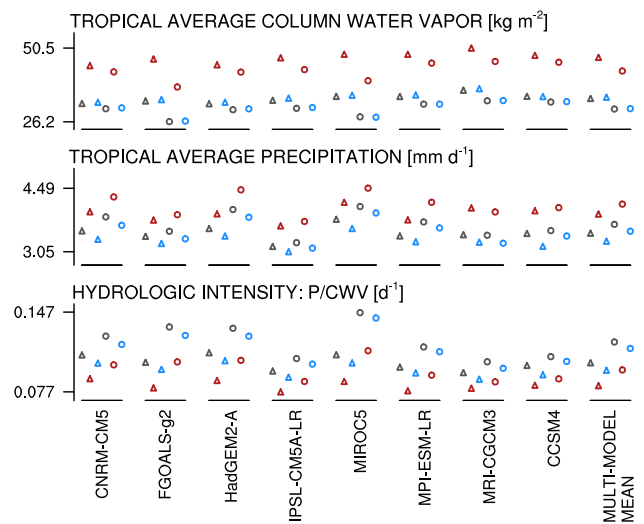 TROPICAL AVERAGE COLUMN WATER VAPOR [kg m⁻²]
50.5
26.2
TROPICAL AVERAGE PRECIPITATION [mm d⁻¹]
4.49
3.05
HYDROLOGIC INTENSITY: P/CWV [d⁻¹]
0.147
0.077
CNRM-CM5
FGOALS-g2
HadGEM2-A
IPSL-CM5A-LR
MIROC5
MPI-ESM-LR
MRI-CGCM3
CCSM4
MULTI-MODEL
MEAN